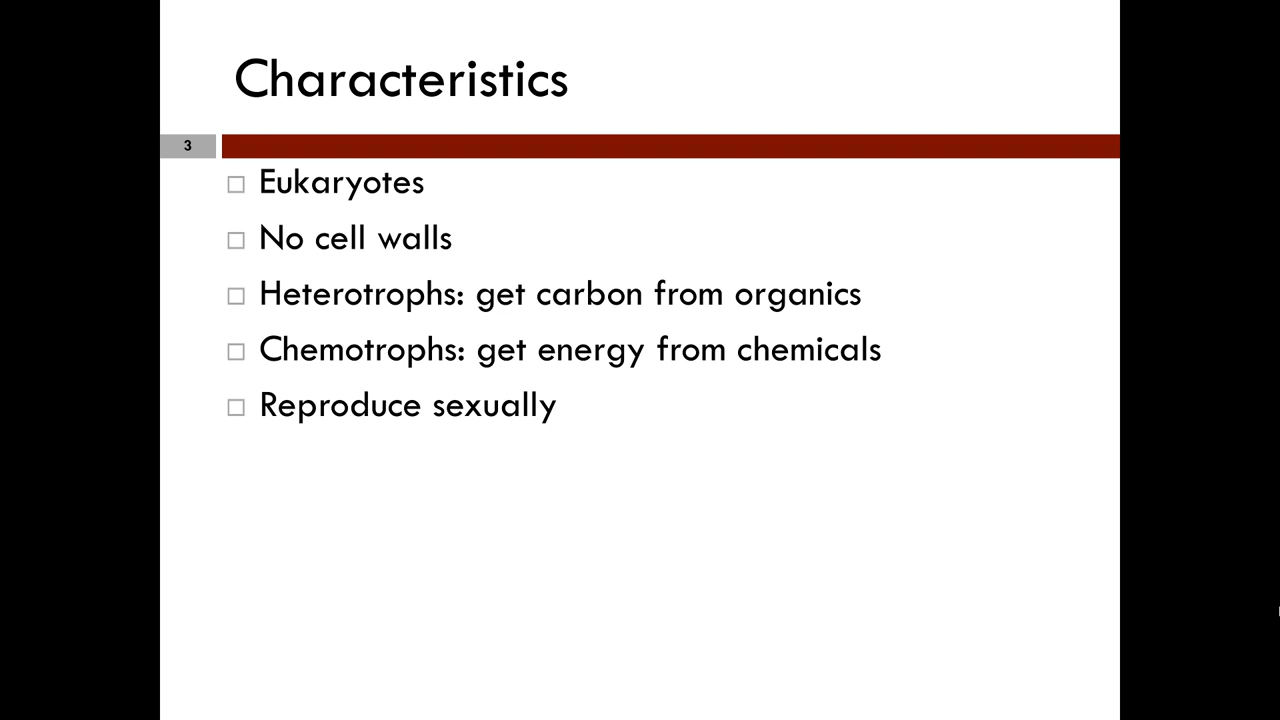 Characteristics
3
Eukaryotes
No cell walls
Heterotrophs: get carbon from organics
Chemotrophs: get energy from chemicals
Reproduce sexually